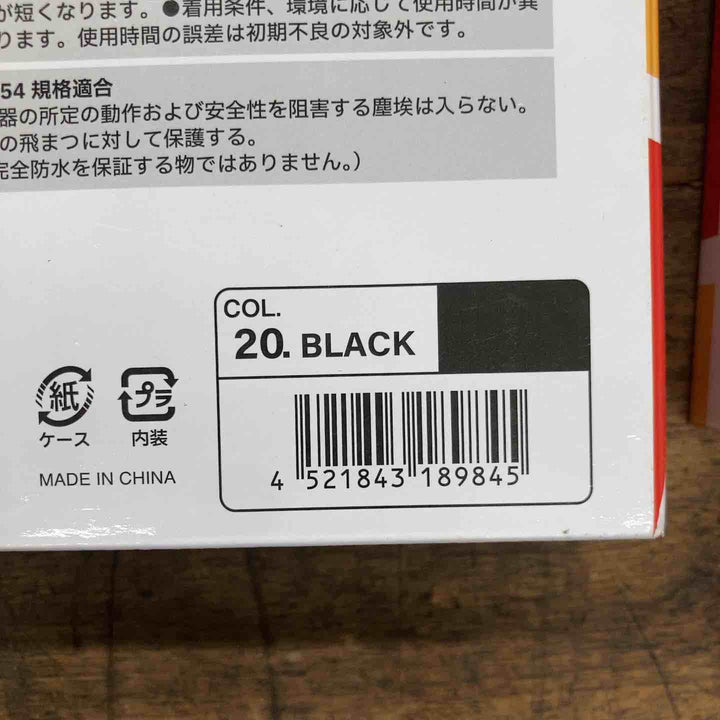 が短くなります。●着用条件、環境に応じて使用時間が異
ります。使用時間の誤差は初期不良の対象外です。
54 規格適合
器の所定の動作および安全性を阻害する塵埃は入らない。
の飛まつに対して保護する。
完全防水を保証する物ではありません。）
COL.
20. BLACK
紙
ケース
プラ
内装
MADE IN CHINA
4 521843 189845